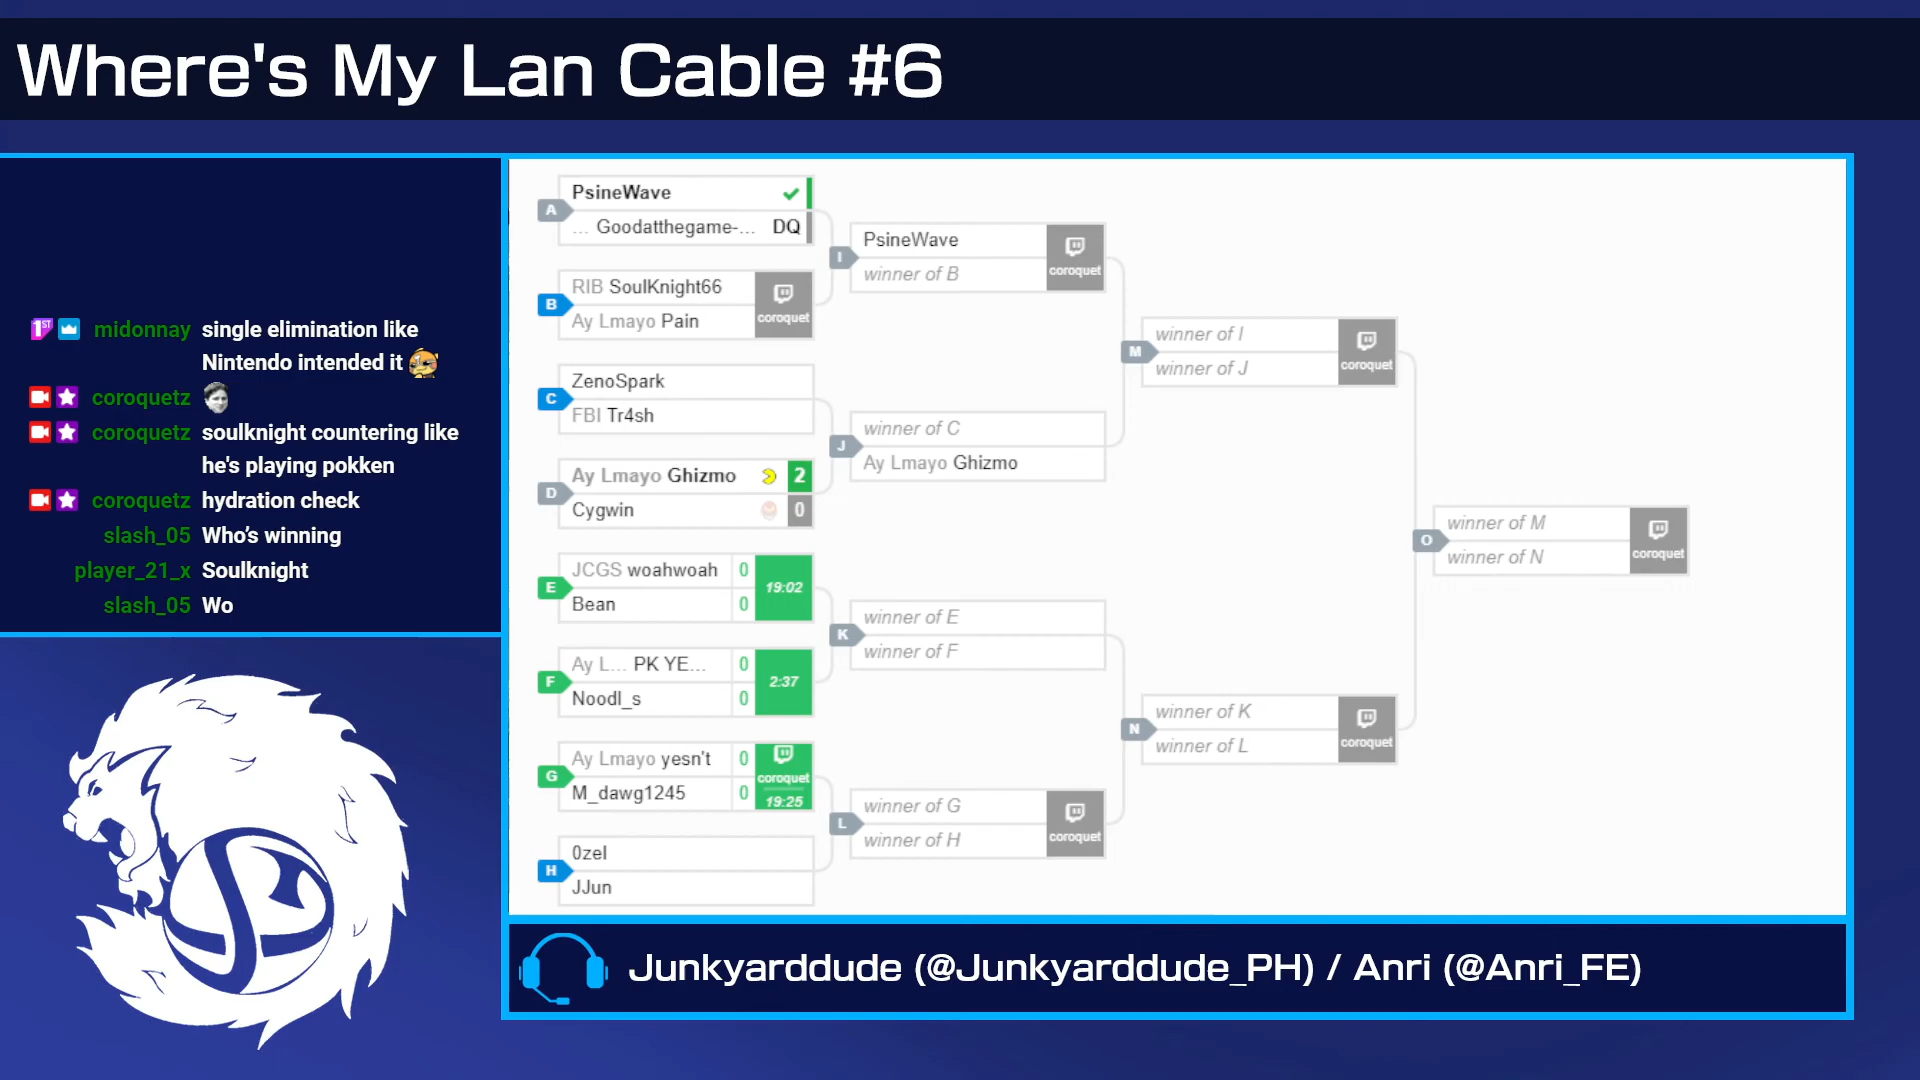 Where's My Lan Cable #6
midonnay single elimination like
Nintendo intended it
coroquetz
coroquetz soulknight countering like
he's playing pokken
coroquetz hydration check
slash_05 Who's winning
player_21_x Soulknight
slash_05 Wo
A
PsineWave
... Goodatthegame-... DQ
B
RIB SoulKnight66
Ay Lmayo Pain
coroquet
C
ZenoSpark
FBI Tr4sh
D
Ay Lmayo Ghizmo 2
Cygwin 0
E
JCGS woahwoah 0
Bean 0
19:02
F
Ay L... PK YE... 0
Noodl_s 0
2:37
G
Ay Lmayo yesn't 0
M_dawg1245 0
coroquet
19:25
H
0zel
JJun
I
PsineWave
winner of B
coroquet
J
winner of C
Ay Lmayo Ghizmo
K
winner of E
winner of F
L
winner of G
winner of H
coroquet
M
winner of I
winner of J
coroquet
N
winner of K
winner of L
coroquet
O
winner of M
winner of N
coroquet
Junkyarddude (@Junkyarddude_PH) / Anri (@Anri_FE)